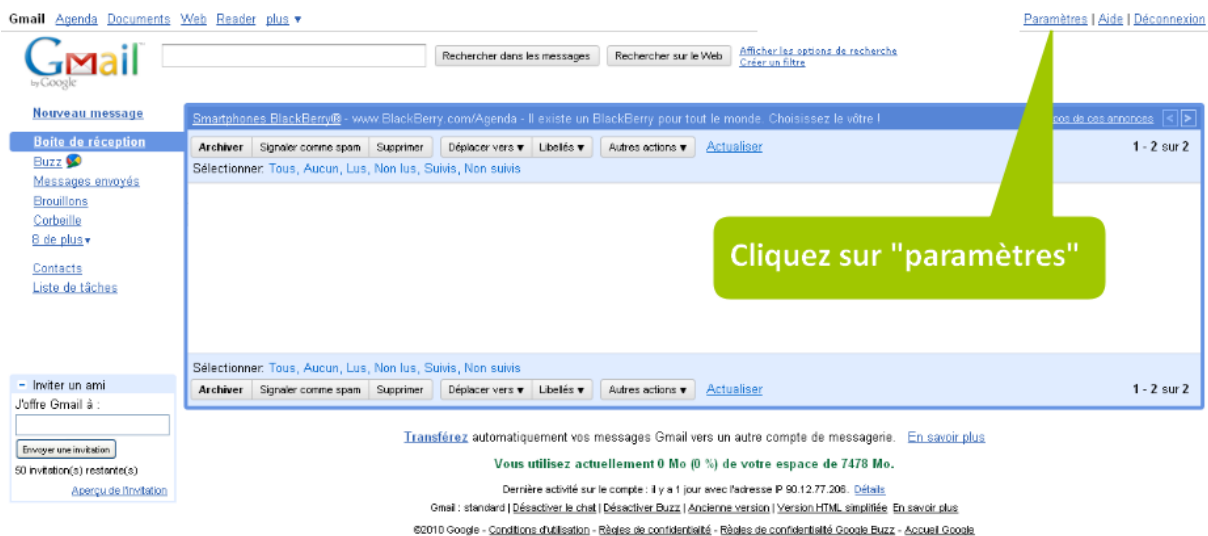 Gmail Agenda Documents Web Reader plus ▼
Paramètres | Aide | Déconnexion
Gmail
by Google
Rechercher dans les messages Rechercher sur le Web
Afficher les options de recherche
Créer un filtre
Nouveau message
Boîte de réception
Buzz
Messages envoyés
Brouillons
Corbeille
8 de plus ▼
Contacts
Liste de tâches
Smartphones BlackBerry® - www.BlackBerry.com/Agenda - Il existe un BlackBerry pour tout le monde. Choisissez le vôtre ! pos de ces annonces < >
Archiver Signaler comme spam Supprimer Déplacer vers ▼ Libellés ▼ Autres actions ▼ Actualiser 1 - 2 sur 2
Sélectionner: Tous, Aucun, Lus, Non lus, Suivis, Non suivis
Cliquez sur "paramètres"
Sélectionner: Tous, Aucun, Lus, Non lus, Suivis, Non suivis
Archiver Signaler comme spam Supprimer Déplacer vers ▼ Libellés ▼ Autres actions ▼ Actualiser 1 - 2 sur 2
− Inviter un ami
J'offre Gmail à :
Envoyer une invitation
50 invitation(s) restante(s)
Aperçu de l'invitation
Transférez automatiquement vos messages Gmail vers un autre compte de messagerie. En savoir plus
Vous utilisez actuellement 0 Mo (0 %) de votre espace de 7478 Mo.
Dernière activité sur le compte : il y a 1 jour avec l'adresse IP 90.12.77.206. Détails
Gmail : standard | Désactiver le chat | Désactiver Buzz | Ancienne version | Version HTML simplifiée En savoir plus
©2010 Google - Conditions d'utilisation - Règles de confidentialité - Règles de confidentialité Google Buzz - Accueil Google